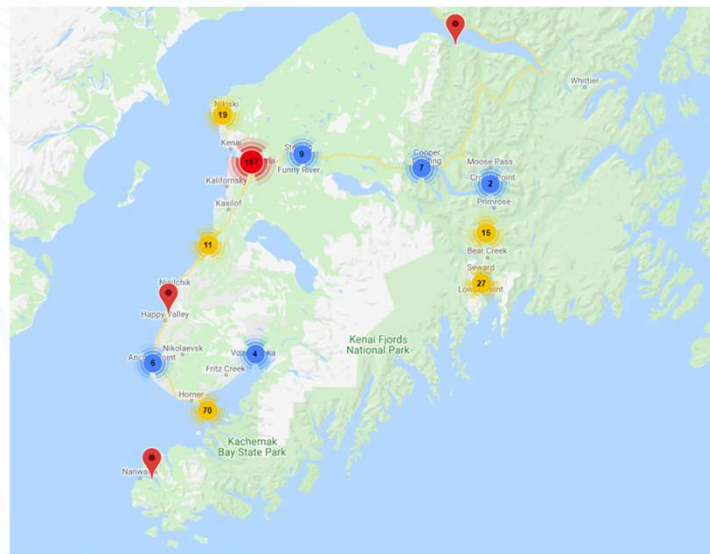 Whittier
Nikiski
19
Kenai
9
Funny River
Cooper
7
Moose Pass
2
Primrose
Kalifornsky
Kasilof
11
15
Bear Creek
Seward
27
Happy Valley
Kenai Fjords
National Park
Nikolaevsk
6
4
Fritz Creek
Homer
70
Kachemak
Bay State Park